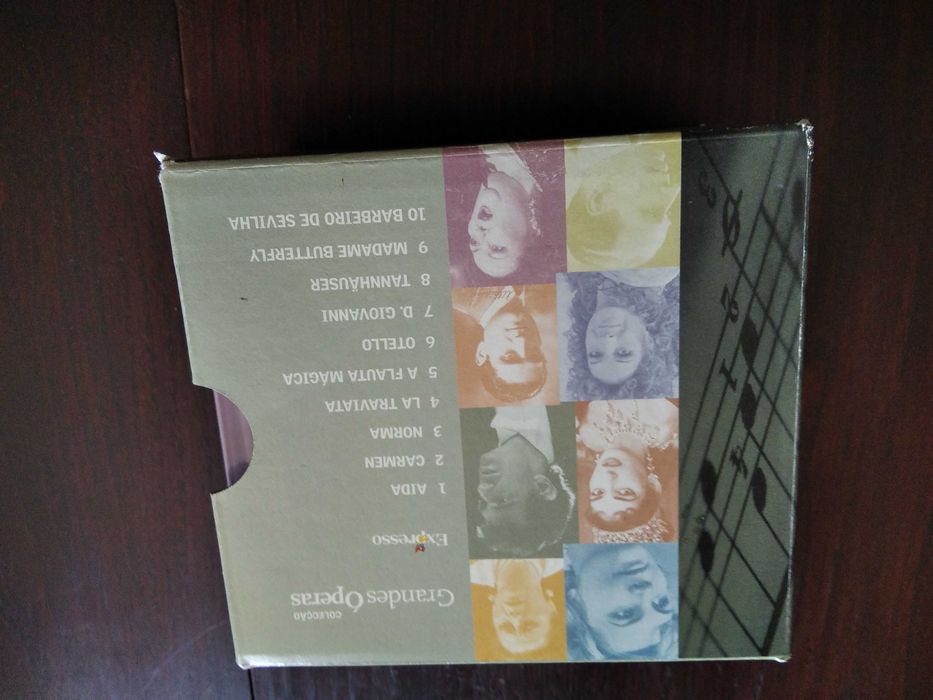 COLECÇÃO
Grandes Óperas
Expresso
1 AIDA
2 CARMEN
3 NORMA
4 LA TRAVIATA
5 A FLAUTA MÁGICA
6 OTELLO
7 D. GIOVANNI
8 TANNHÄUSER
9 MADAME BUTTERFLY
10 BARBEIRO DE SEVILHA